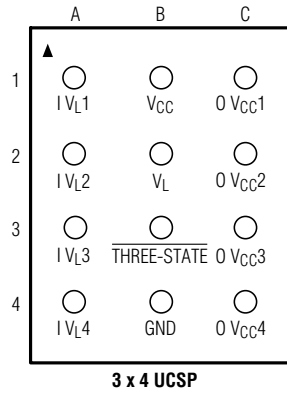 A B C
1
I VL1 VCC O VCC1
2
I VL2 VL O VCC2
3
I VL3 THREE-STATE O VCC3
4
I VL4 GND O VCC4
3 x 4 UCSP